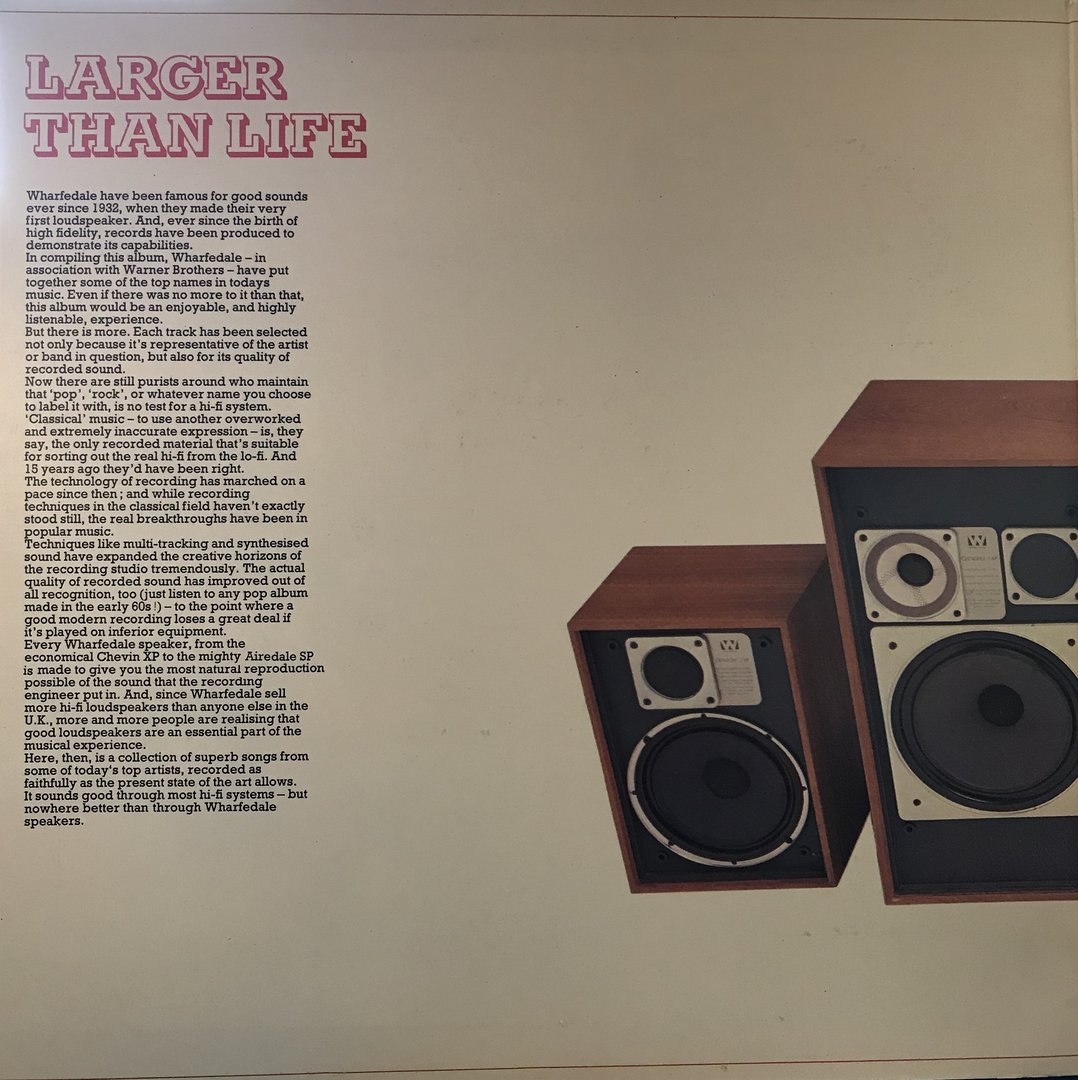 LARGER
THAN LIFE
Wharfedale have been famous for good sounds
ever since 1932, when they made their very
first loudspeaker. And, ever since the birth of
high fidelity, records have been produced to
demonstrate its capabilities.
In compiling this album, Wharfedale – in
association with Warner Brothers – have put
together some of the top names in todays
music. Even if there was no more to it than that,
this album would be an enjoyable, and highly
listenable, experience.
But there is more. Each track has been selected
not only because it's representative of the artist
or band in question, but also for its quality of
recorded sound.
Now there are still purists around who maintain
that 'pop', 'rock', or whatever name you choose
to label it with, is no test for a hi-fi system.
'Classical' music – to use another overworked
and extremely inaccurate expression – is, they
say, the only recorded material that's suitable
for sorting out the real hi-fi from the lo-fi. And
15 years ago they'd have been right.
The technology of recording has marched on a
pace since then; and while recording
techniques in the classical field haven't exactly
stood still, the real breakthroughs have been in
popular music.
Techniques like multi-tracking and synthesised
sound have expanded the creative horizons of
the recording studio tremendously. The actual
quality of recorded sound has improved out of
all recognition, too (just listen to any pop album
made in the early 60s!) – to the point where a
good modern recording loses a great deal if
it's played on inferior equipment.
Every Wharfedale speaker, from the
economical Chevin XP to the mighty Airedale SP
is made to give you the most natural reproduction
possible of the sound that the recording
engineer put in. And, since Wharfedale sell
more hi-fi loudspeakers than anyone else in the
U.K., more and more people are realising that
good loudspeakers are an essential part of the
musical experience.
Here, then, is a collection of superb songs from
some of today's top artists, recorded as
faithfully as the present state of the art allows.
It sounds good through most hi-fi systems – but
nowhere better than through Wharfedale
speakers.
W
W